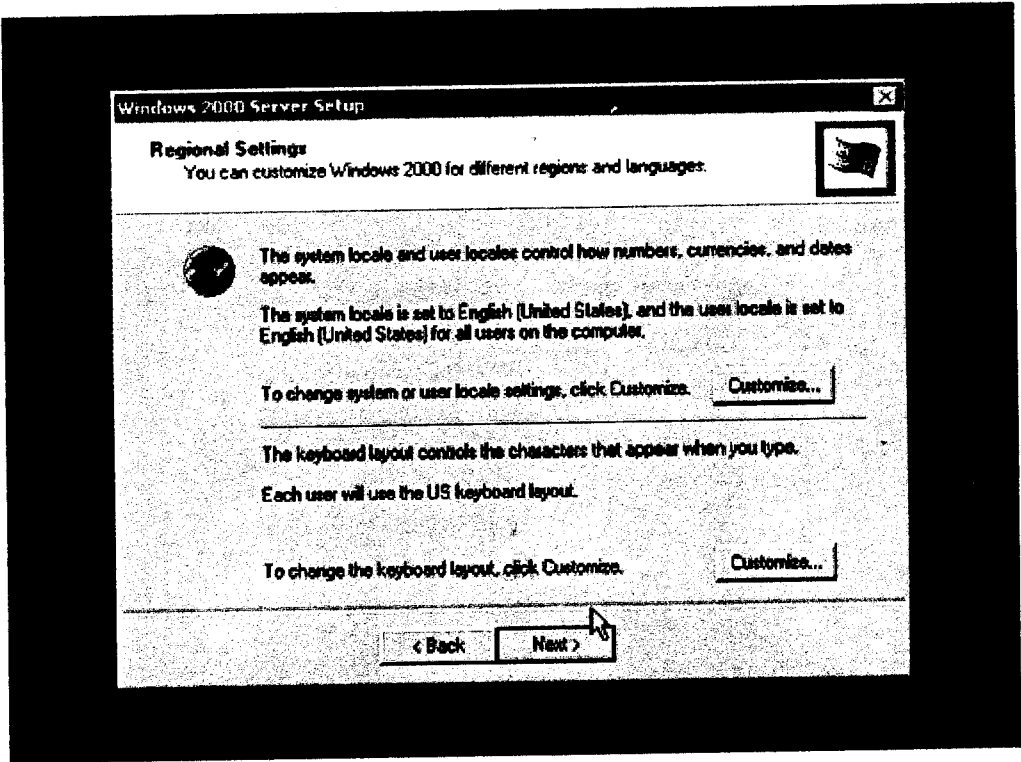 Windows 2000 Server Setup
Regional Settings
You can customize Windows 2000 for different regions and languages.
The system locale and user locales control how numbers, currencies, and dates
appear.
The system locale is set to English (United States), and the user locale is set to
English (United States) for all users on the computer.
To change system or user locale settings, click Customize.
Customize...
The keyboard layout controls the characters that appear when you type.
Each user will use the US keyboard layout.
To change the keyboard layout, click Customize.
Customize...
< Back
Next >